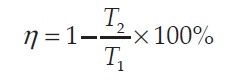 η = 1 − T₂/T₁ × 100%